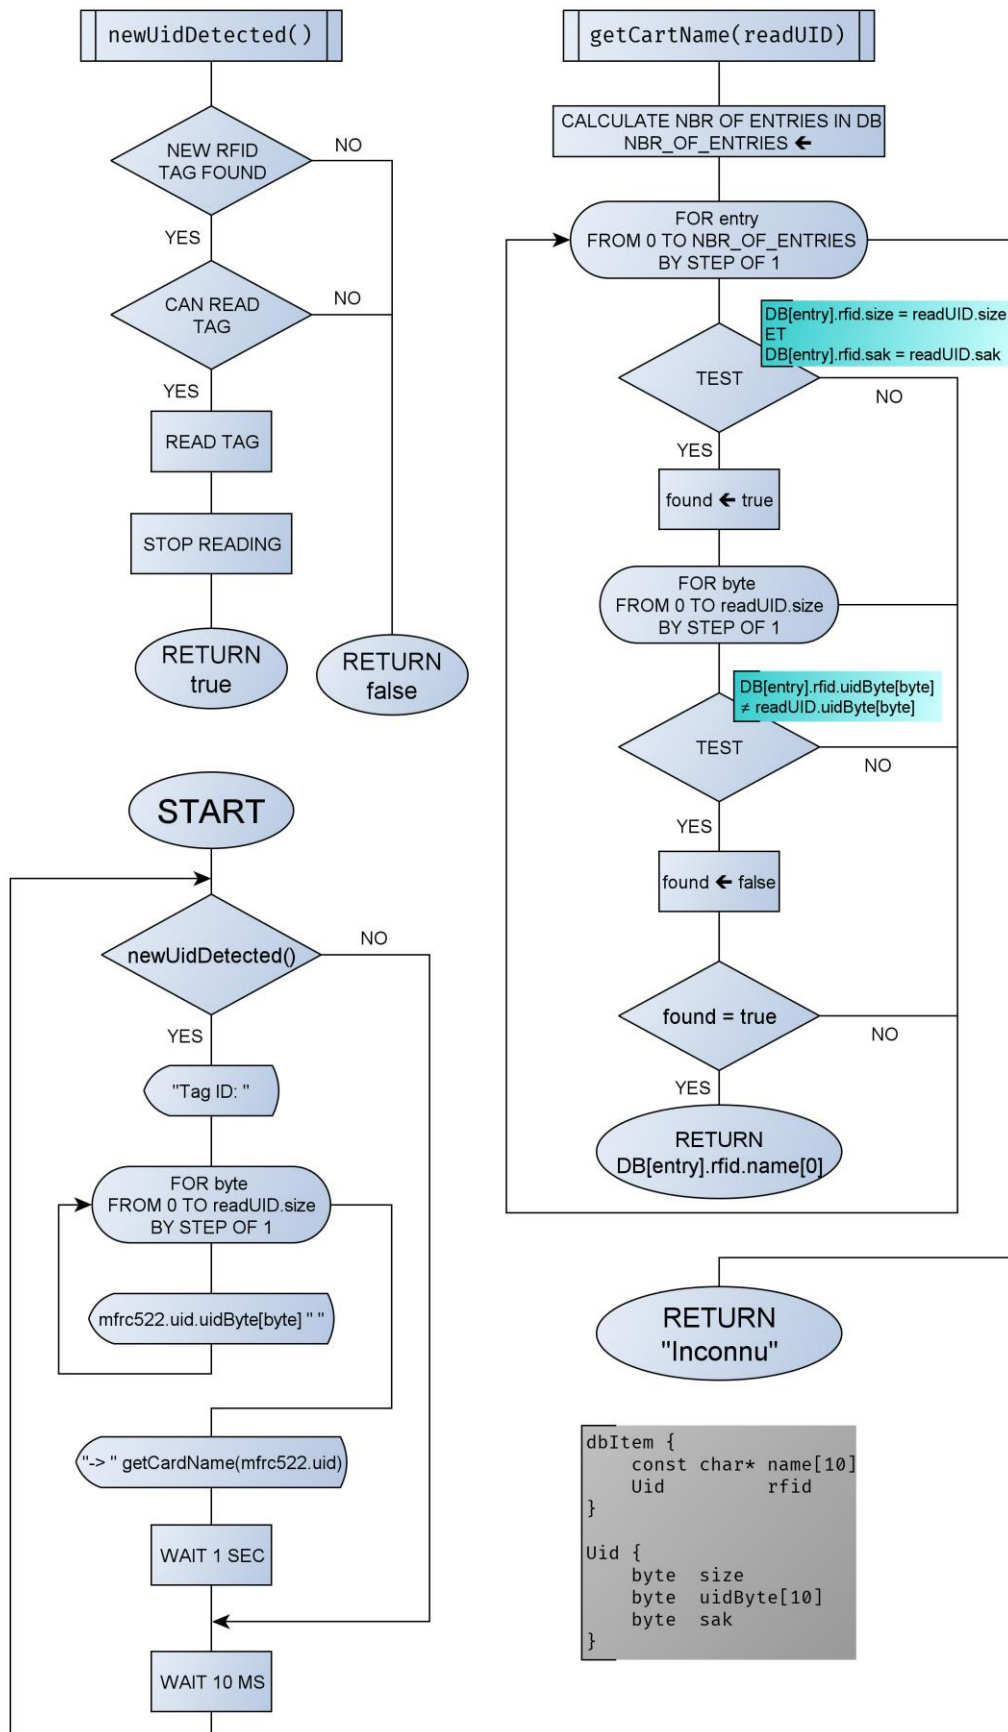 newUidDetected()
NEW RFID
TAG FOUND
NO
YES
CAN READ
TAG
NO
YES
READ TAG
STOP READING
RETURN
true
RETURN
false
START
newUidDetected()
NO
YES
"Tag ID: "
FOR byte
FROM 0 TO readUID.size
BY STEP OF 1
mfrc522.uid.uidByte[byte] " "
"-> " getCardName(mfrc522.uid)
WAIT 1 SEC
WAIT 10 MS
getCartName(readUID)
CALCULATE NBR OF ENTRIES IN DB
NBR_OF_ENTRIES ←
FOR entry
FROM 0 TO NBR_OF_ENTRIES
BY STEP OF 1
DB[entry].rfid.size = readUID.size
ET
DB[entry].rfid.sak = readUID.sak
TEST
NO
YES
found ← true
FOR byte
FROM 0 TO readUID.size
BY STEP OF 1
DB[entry].rfid.uidByte[byte]
≠ readUID.uidByte[byte]
TEST
NO
YES
found ← false
found = true
NO
YES
RETURN
DB[entry].rfid.name[0]
RETURN
"Inconnu"
dbItem {
const char* name[10]
Uid rfid
}
Uid {
byte size
byte uidByte[10]
byte sak
}